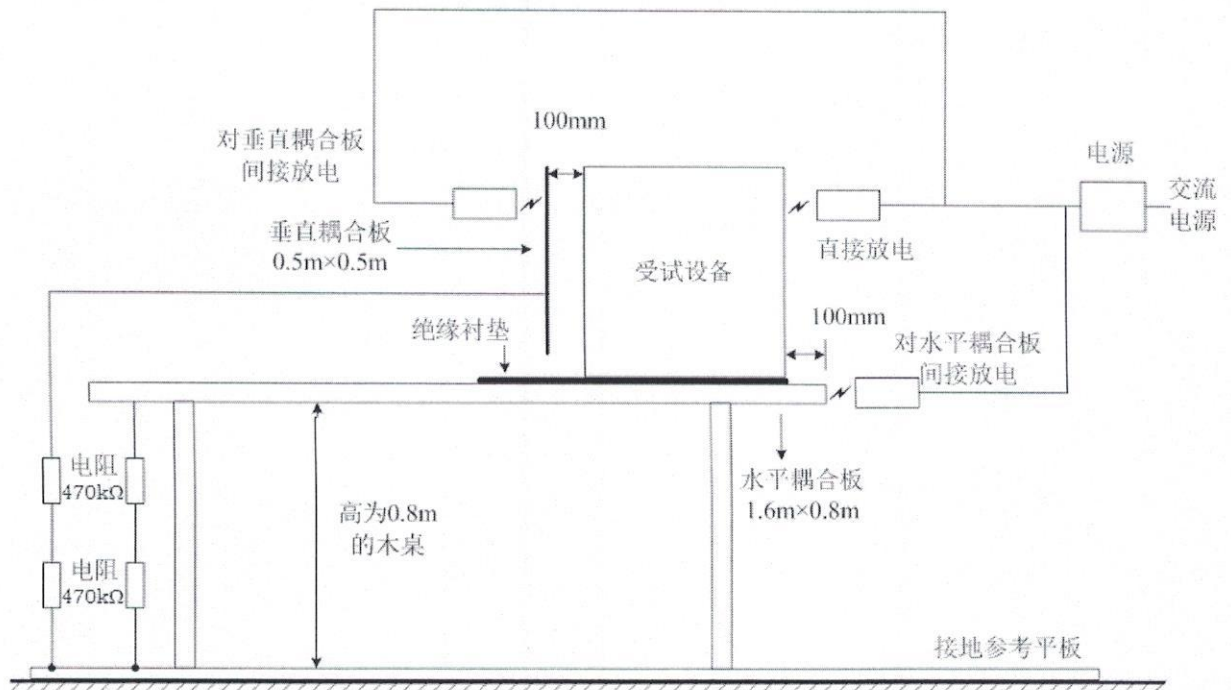 100mm
对垂直耦合板
间接放电
电源
交流
电源
垂直耦合板
0.5m×0.5m
受试设备
直接放电
100mm
绝缘衬垫
对水平耦合板
间接放电
电阻
470kΩ
水平耦合板
1.6m×0.8m
高为0.8m
的木桌
电阻
470kΩ
接地参考平板